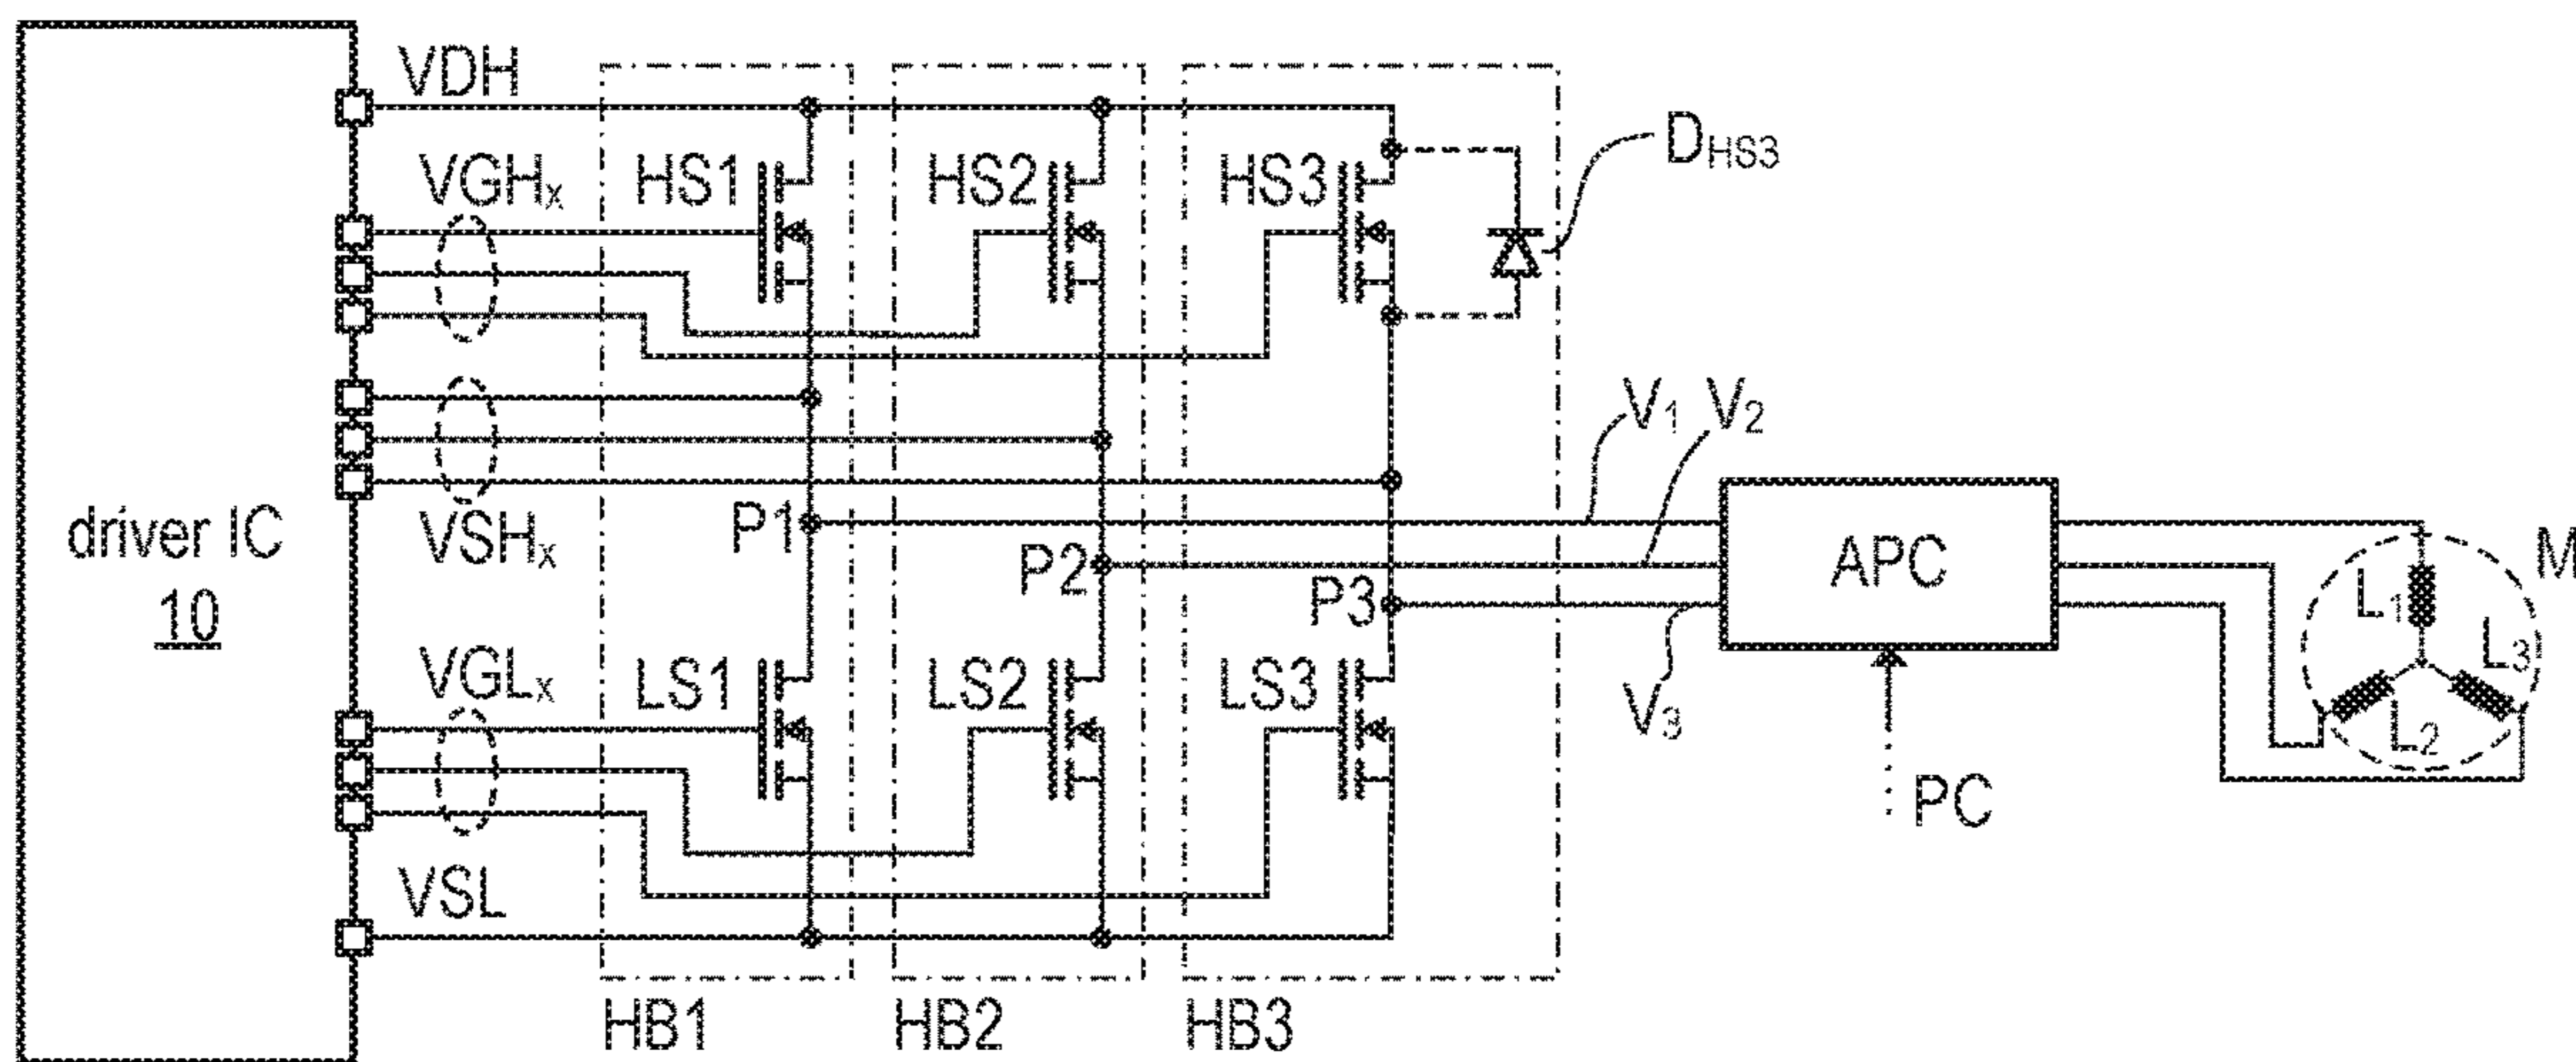 VDH
VGHx
HS1
HS2
HS3
DHS3
V1
V2
driver IC
10
VSHx
P1
P2
P3
APC
M
L1
L3
L2
VGLx
LS1
LS2
LS3
V3
PC
VSL
HB1
HB2
HB3